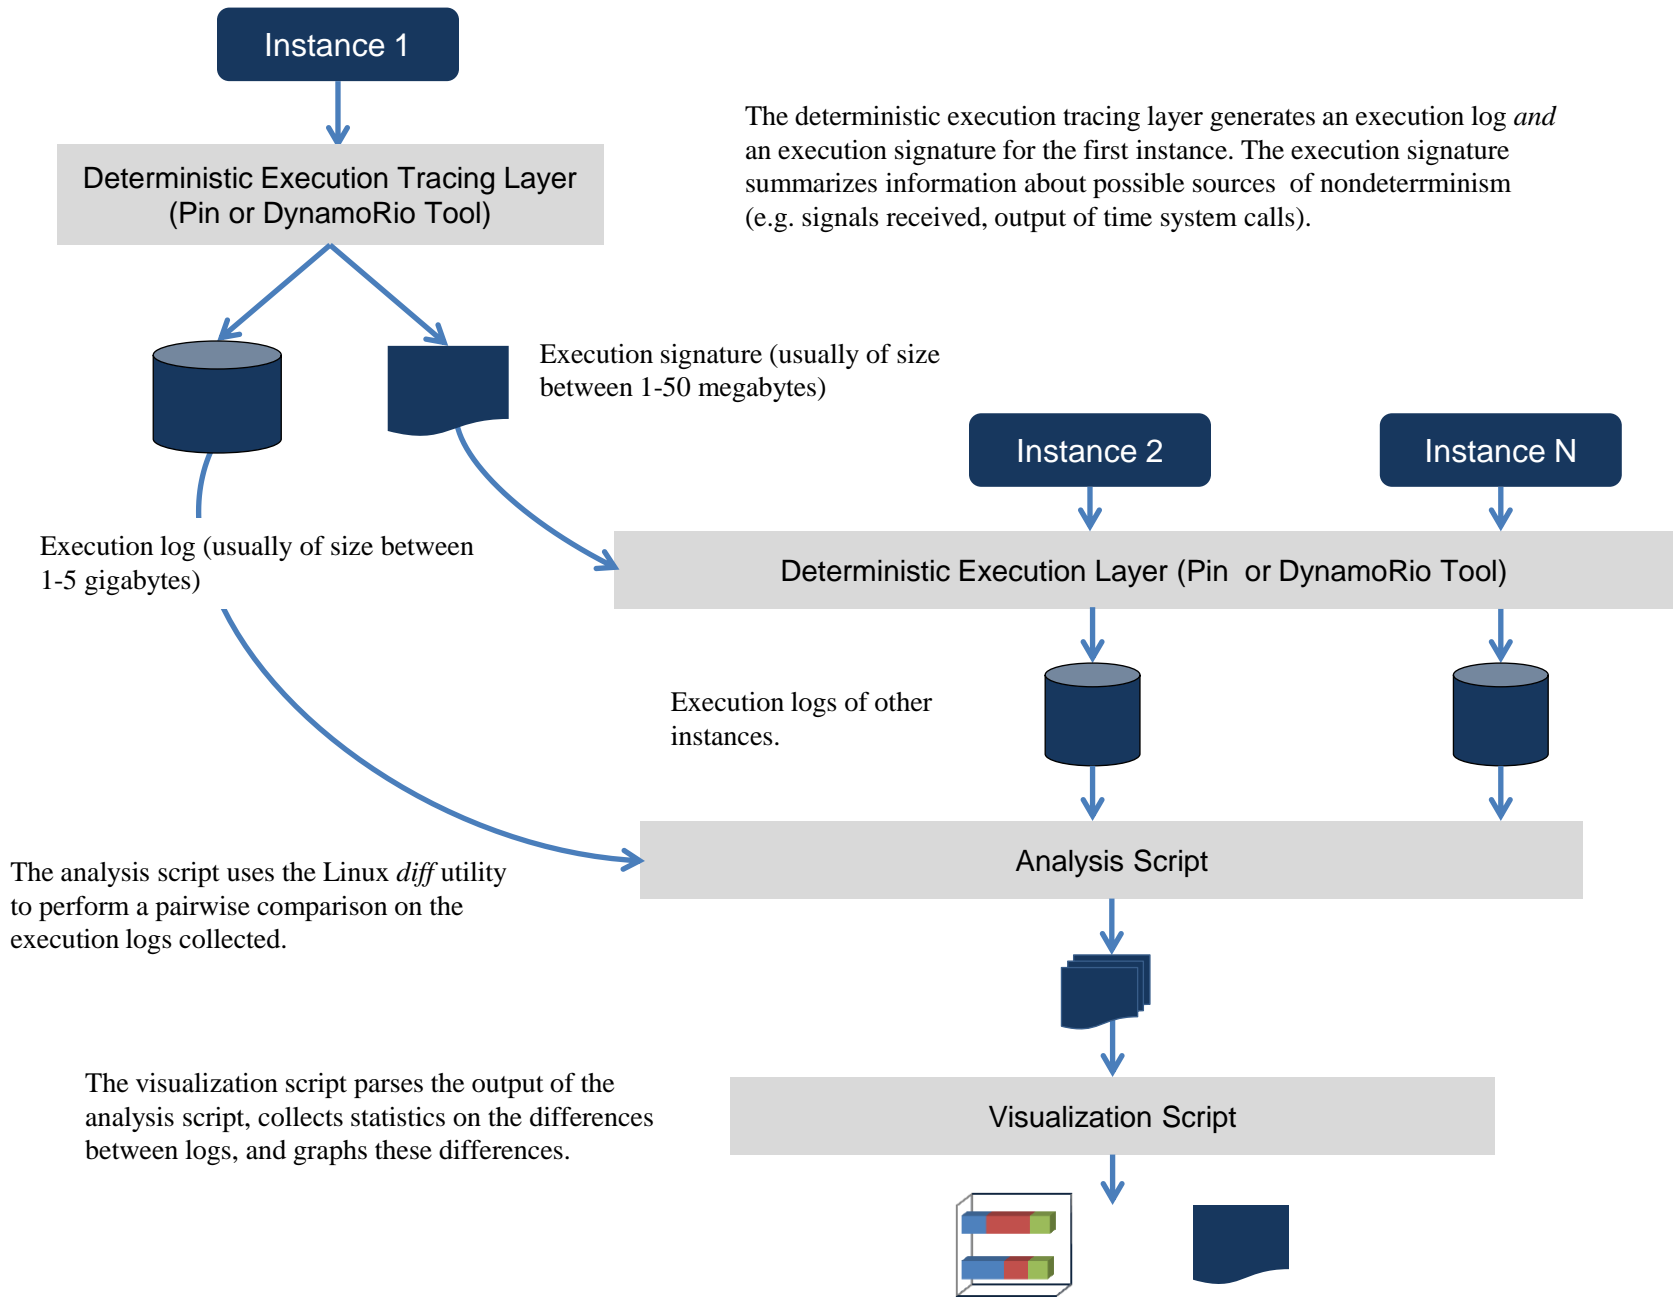 Instance 1
The deterministic execution tracing layer generates an execution log and
an execution signature for the first instance. The execution signature
summarizes information about possible sources  of nondeterrminism
(e.g. signals received, output of time system calls).
Deterministic Execution Tracing Layer
(Pin or DynamoRio Tool)
Execution signature (usually of size
between 1-50 megabytes)
Instance 2
Instance N
Execution log (usually of size between
1-5 gigabytes)
Deterministic Execution Layer (Pin  or DynamoRio Tool)
Execution logs of other
instances.
Analysis Script
The analysis script uses the Linux diff utility
to perform a pairwise comparison on the
execution logs collected.
The visualization script parses the output of the
analysis script, collects statistics on the differences
between logs, and graphs these differences.
Visualization Script